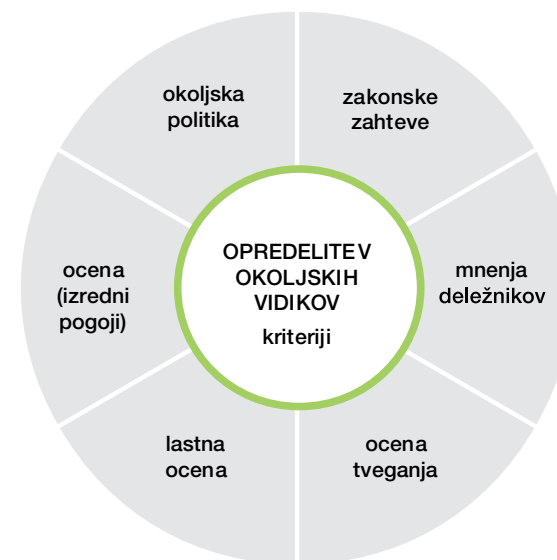 okoljska
politika
zakonske
zahteve
ocena
(izredni
pogoji)
OPREDELITEV
OKOLJSKIH
VIDIKOV
kriteriji
mnenja
deležnikov
lastna
ocena
ocena
tveganja